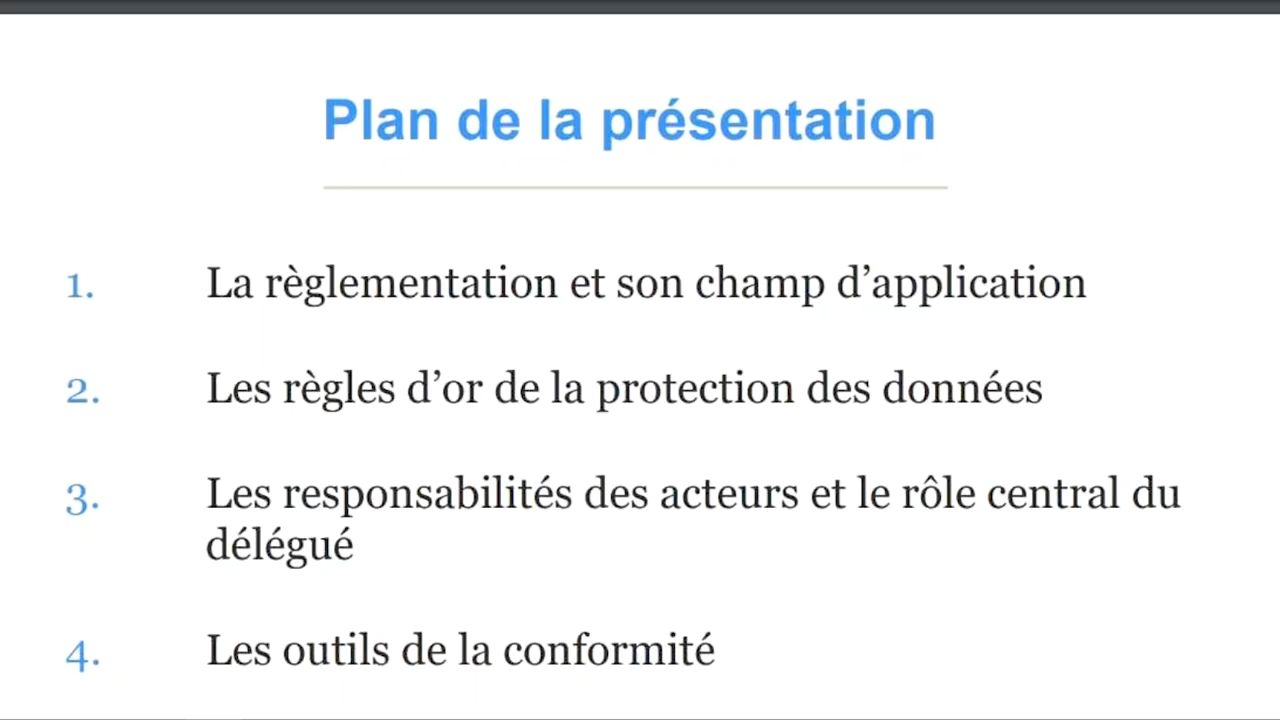 Plan de la présentation
1. La règlementation et son champ d’application
2. Les règles d’or de la protection des données
3. Les responsabilités des acteurs et le rôle central du
délégué
4. Les outils de la conformité